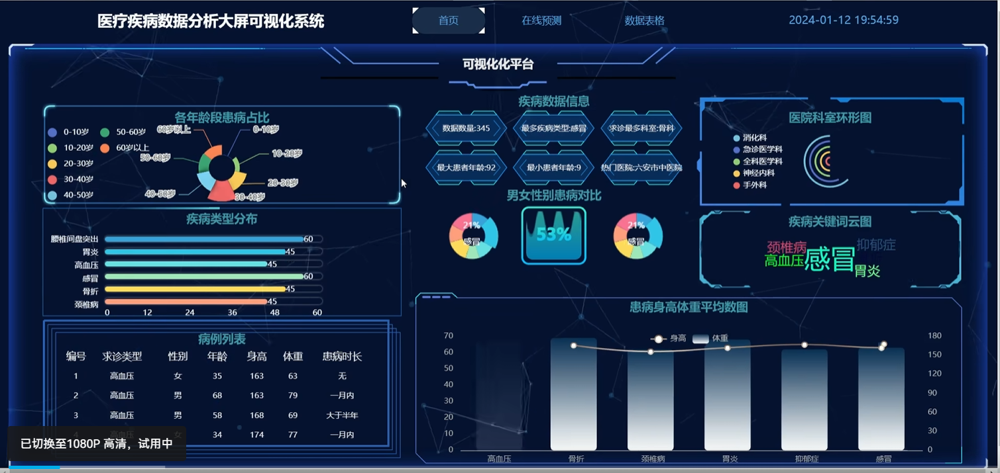 医疗疾病数据分析大屏可视化系统
首页 在线预测 数据表格
2024-01-12 19:54:59
可视化化平台
各年龄段患病占比
0-10岁 50-60岁
10-20岁 60岁以上
20-30岁
30-40岁
40-50岁
60岁以上 0-10岁
50-60岁 10-20岁
20-30岁
40-50岁 30-40岁
疾病类型分布
腰椎间盘突出 60
胃炎 45
高血压 45
感冒 60
骨折 45
颈椎病 45
0 12 24 36 48 60
病例列表
编号 求诊类型 性别 年龄 身高 体重 患病时长
1 高血压 女 35 163 63 无
2 高血压 男 68 163 79 一月内
3 高血压 男 58 168 69 大于半年
4 高血压 女 34 174 77 一月内
已切换至1080P 高清，试用中
疾病数据信息
数据数量:345 最多疾病类型:感冒 求诊最多科室:骨科
最大患者年龄:92 最小患者年龄:9 热门医院:六安市中医院
男女性别患病对比
21%
感冒
53%
21%
感冒
医院科室环形图
消化科
急诊医学科
全科医学科
神经内科
手外科
疾病关键词云图
颈椎病 抑郁症
高血压 感冒 胃炎
患病身高体重平均数图
身高 体重
70 180
60 150
50 120
40 90
30 60
20 30
10 0
0
高血压 骨折 颈椎病 胃炎 抑郁症 感冒